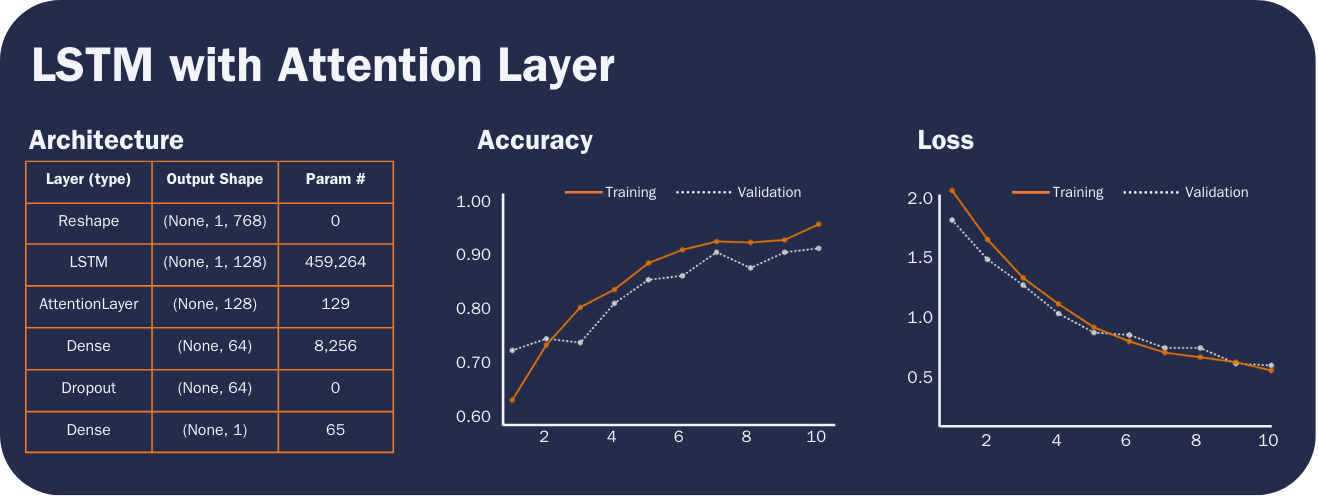 LSTM with Attention Layer
Architecture
Layer (type) Output Shape Param #
Reshape (None, 1, 768) 0
LSTM (None, 1, 128) 459,264
AttentionLayer (None, 128) 129
Dense (None, 64) 8,256
Dropout (None, 64) 0
Dense (None, 1) 65
Accuracy
Training Validation
1.00
0.90
0.80
0.70
0.60
2 4 6 8 10
Loss
Training Validation
2.0
1.5
1.0
0.5
2 4 6 8 10